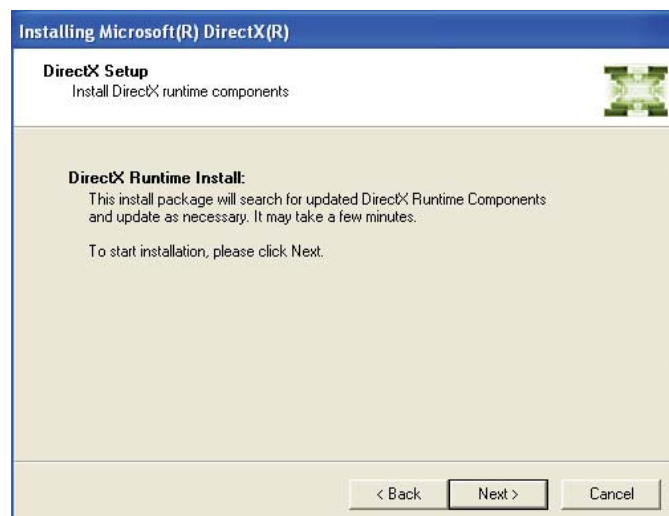 Installing Microsoft(R) DirectX(R)
DirectX Setup
Install DirectX runtime components
DirectX Runtime Install:
This install package will search for updated DirectX Runtime Components
and update as necessary. It may take a few minutes.
To start installation, please click Next.
< Back
Next >
Cancel